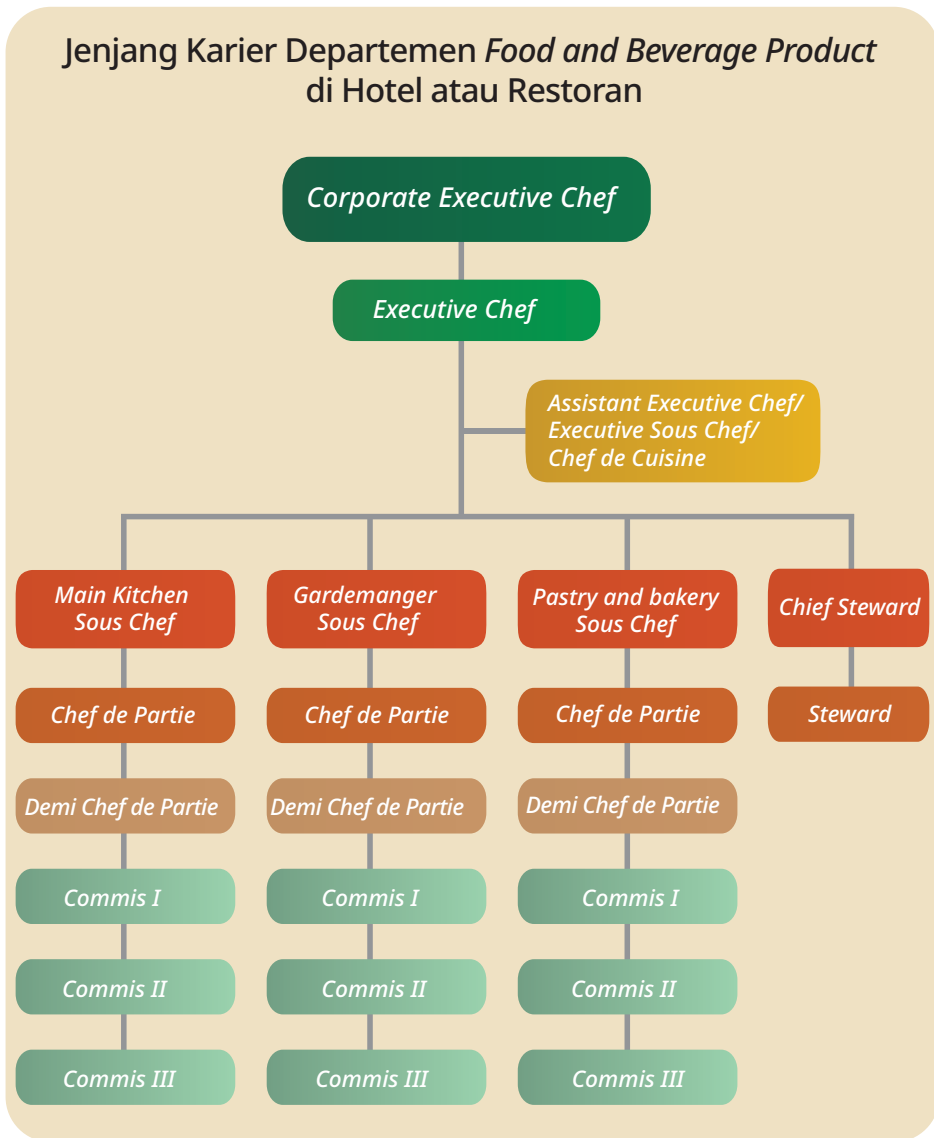 Jenjang Karier Departemen Food and Beverage Product
di Hotel atau Restoran
Corporate Executive Chef
Executive Chef
Assistant Executive Chef/
Executive Sous Chef/
Chef de Cuisine
Main Kitchen
Sous Chef
Gardemanger
Sous Chef
Pastry and bakery
Sous Chef
Chief Steward
Chef de Partie
Chef de Partie
Chef de Partie
Steward
Demi Chef de Partie
Demi Chef de Partie
Demi Chef de Partie
Commis I
Commis I
Commis I
Commis II
Commis II
Commis II
Commis III
Commis III
Commis III